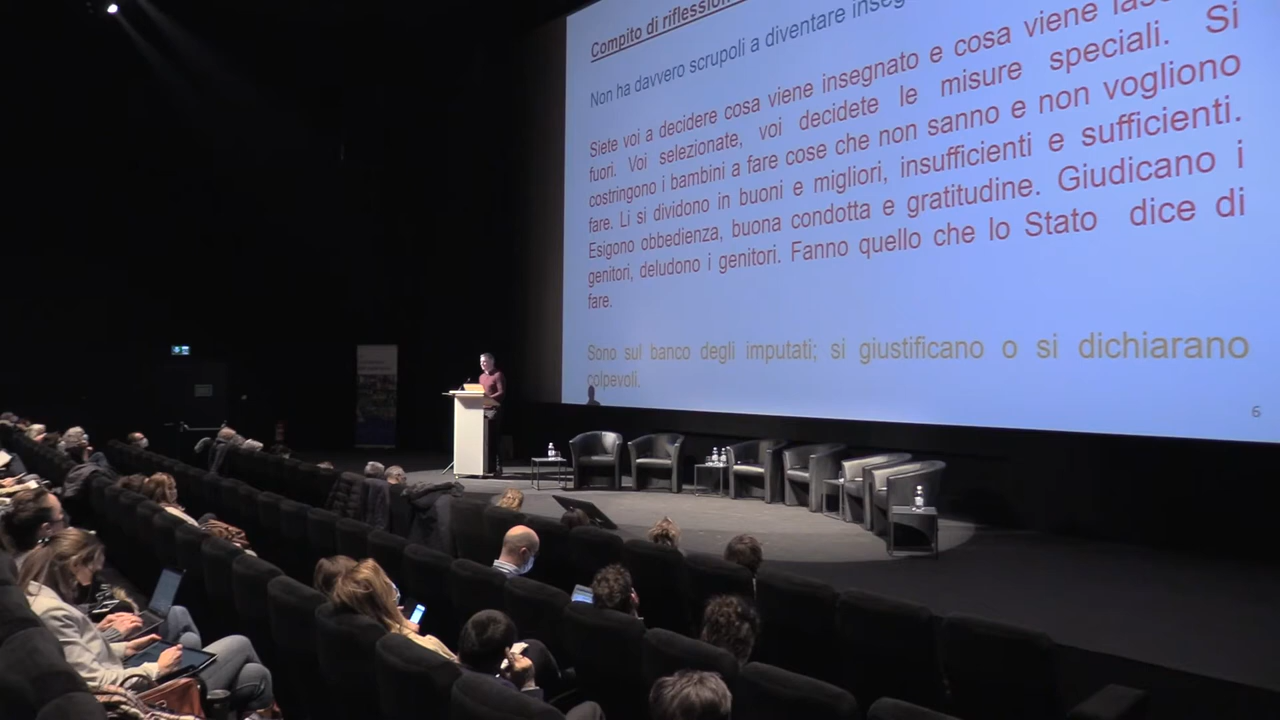 Compito di riflession
Non ha davvero scrupoli a diventare inseg
Siete voi a decidere cosa viene insegnato e cosa viene
fuori. Voi selezionate, voi decidete le misure speciali. Si
costringono i bambini a fare cose che non sanno e non vogliono
fare. Li si dividono in buoni e migliori, insufficienti e sufficienti.
Esigono obbedienza, buona condotta e gratitudine. Giudicano i
genitori, deludono i genitori. Fanno quello che lo Stato dice di
fare.
Sono sul banco degli imputati; si giustificano o si dichiarano
colpevoli.
6